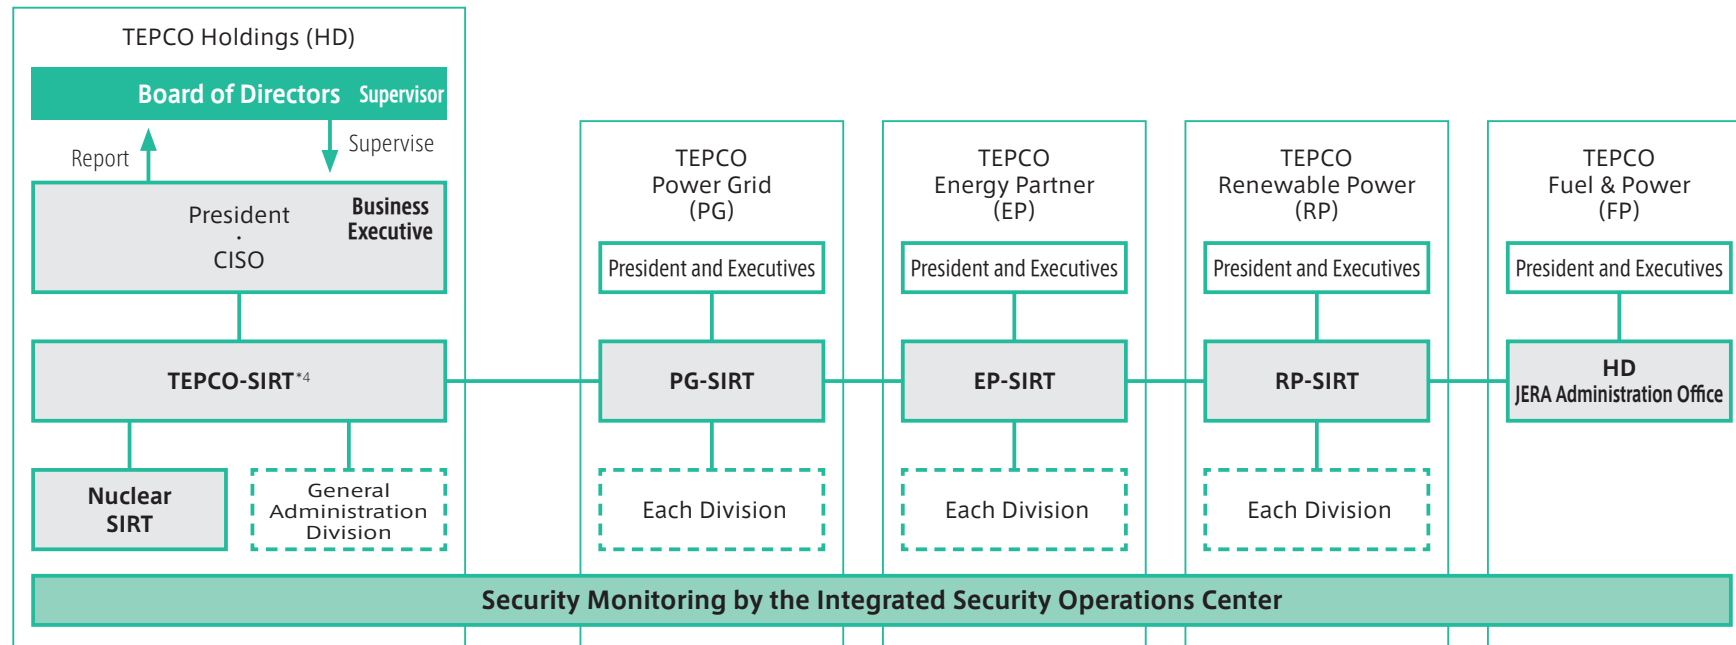 TEPCO Holdings (HD)
Board of Directors Supervisor
Report
Supervise
President
・
CISO
Business
Executive
TEPCO-SIRT*4
Nuclear
SIRT
General
Administration
Division
TEPCO
Power Grid
(PG)
President and Executives
PG-SIRT
Each Division
TEPCO
Energy Partner
(EP)
President and Executives
EP-SIRT
Each Division
TEPCO
Renewable Power
(RP)
President and Executives
RP-SIRT
Each Division
TEPCO
Fuel & Power
(FP)
President and Executives
HD
JERA Administration Office
Security Monitoring by the Integrated Security Operations Center